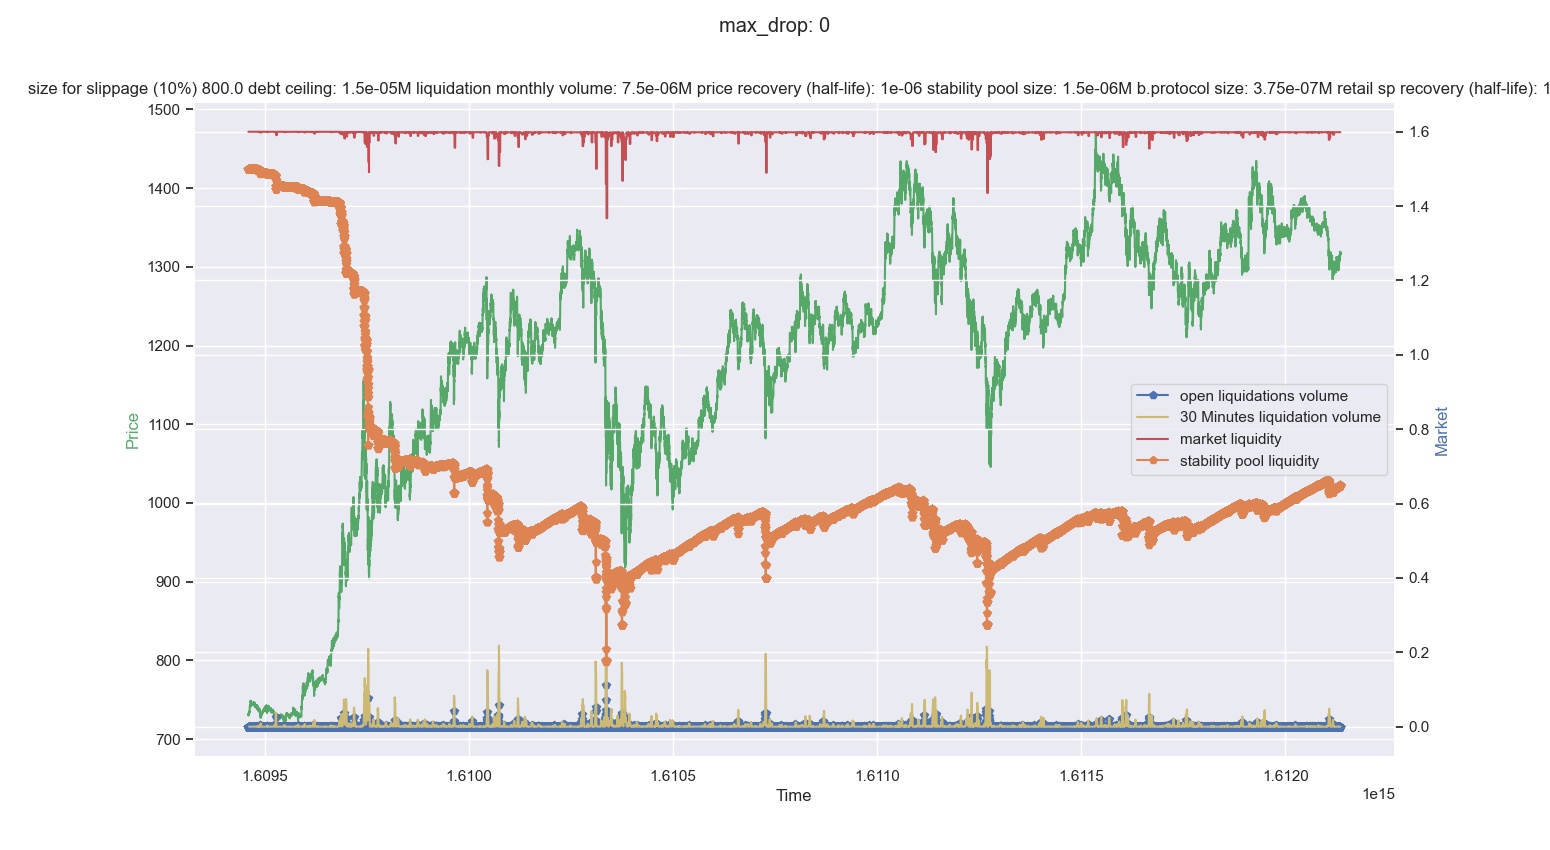 max_drop: 0
size for slippage (10%) 800.0 debt ceiling: 1.5e-05M liquidation monthly volume: 7.5e-06M price recovery (half-life): 1e-06 stability pool size: 1.5e-06M b.protocol size: 3.75e-07M retail sp recovery (half-life): 1
1500
1400
1300
1200
1100
1000
900
800
700
Price
1.6
1.4
1.2
1.0
0.8
0.6
0.4
0.2
0.0
Market
open liquidations volume
30 Minutes liquidation volume
market liquidity
stability pool liquidity
1.6095 1.6100 1.6105 1.6110 1.6115 1.6120
Time
1e15